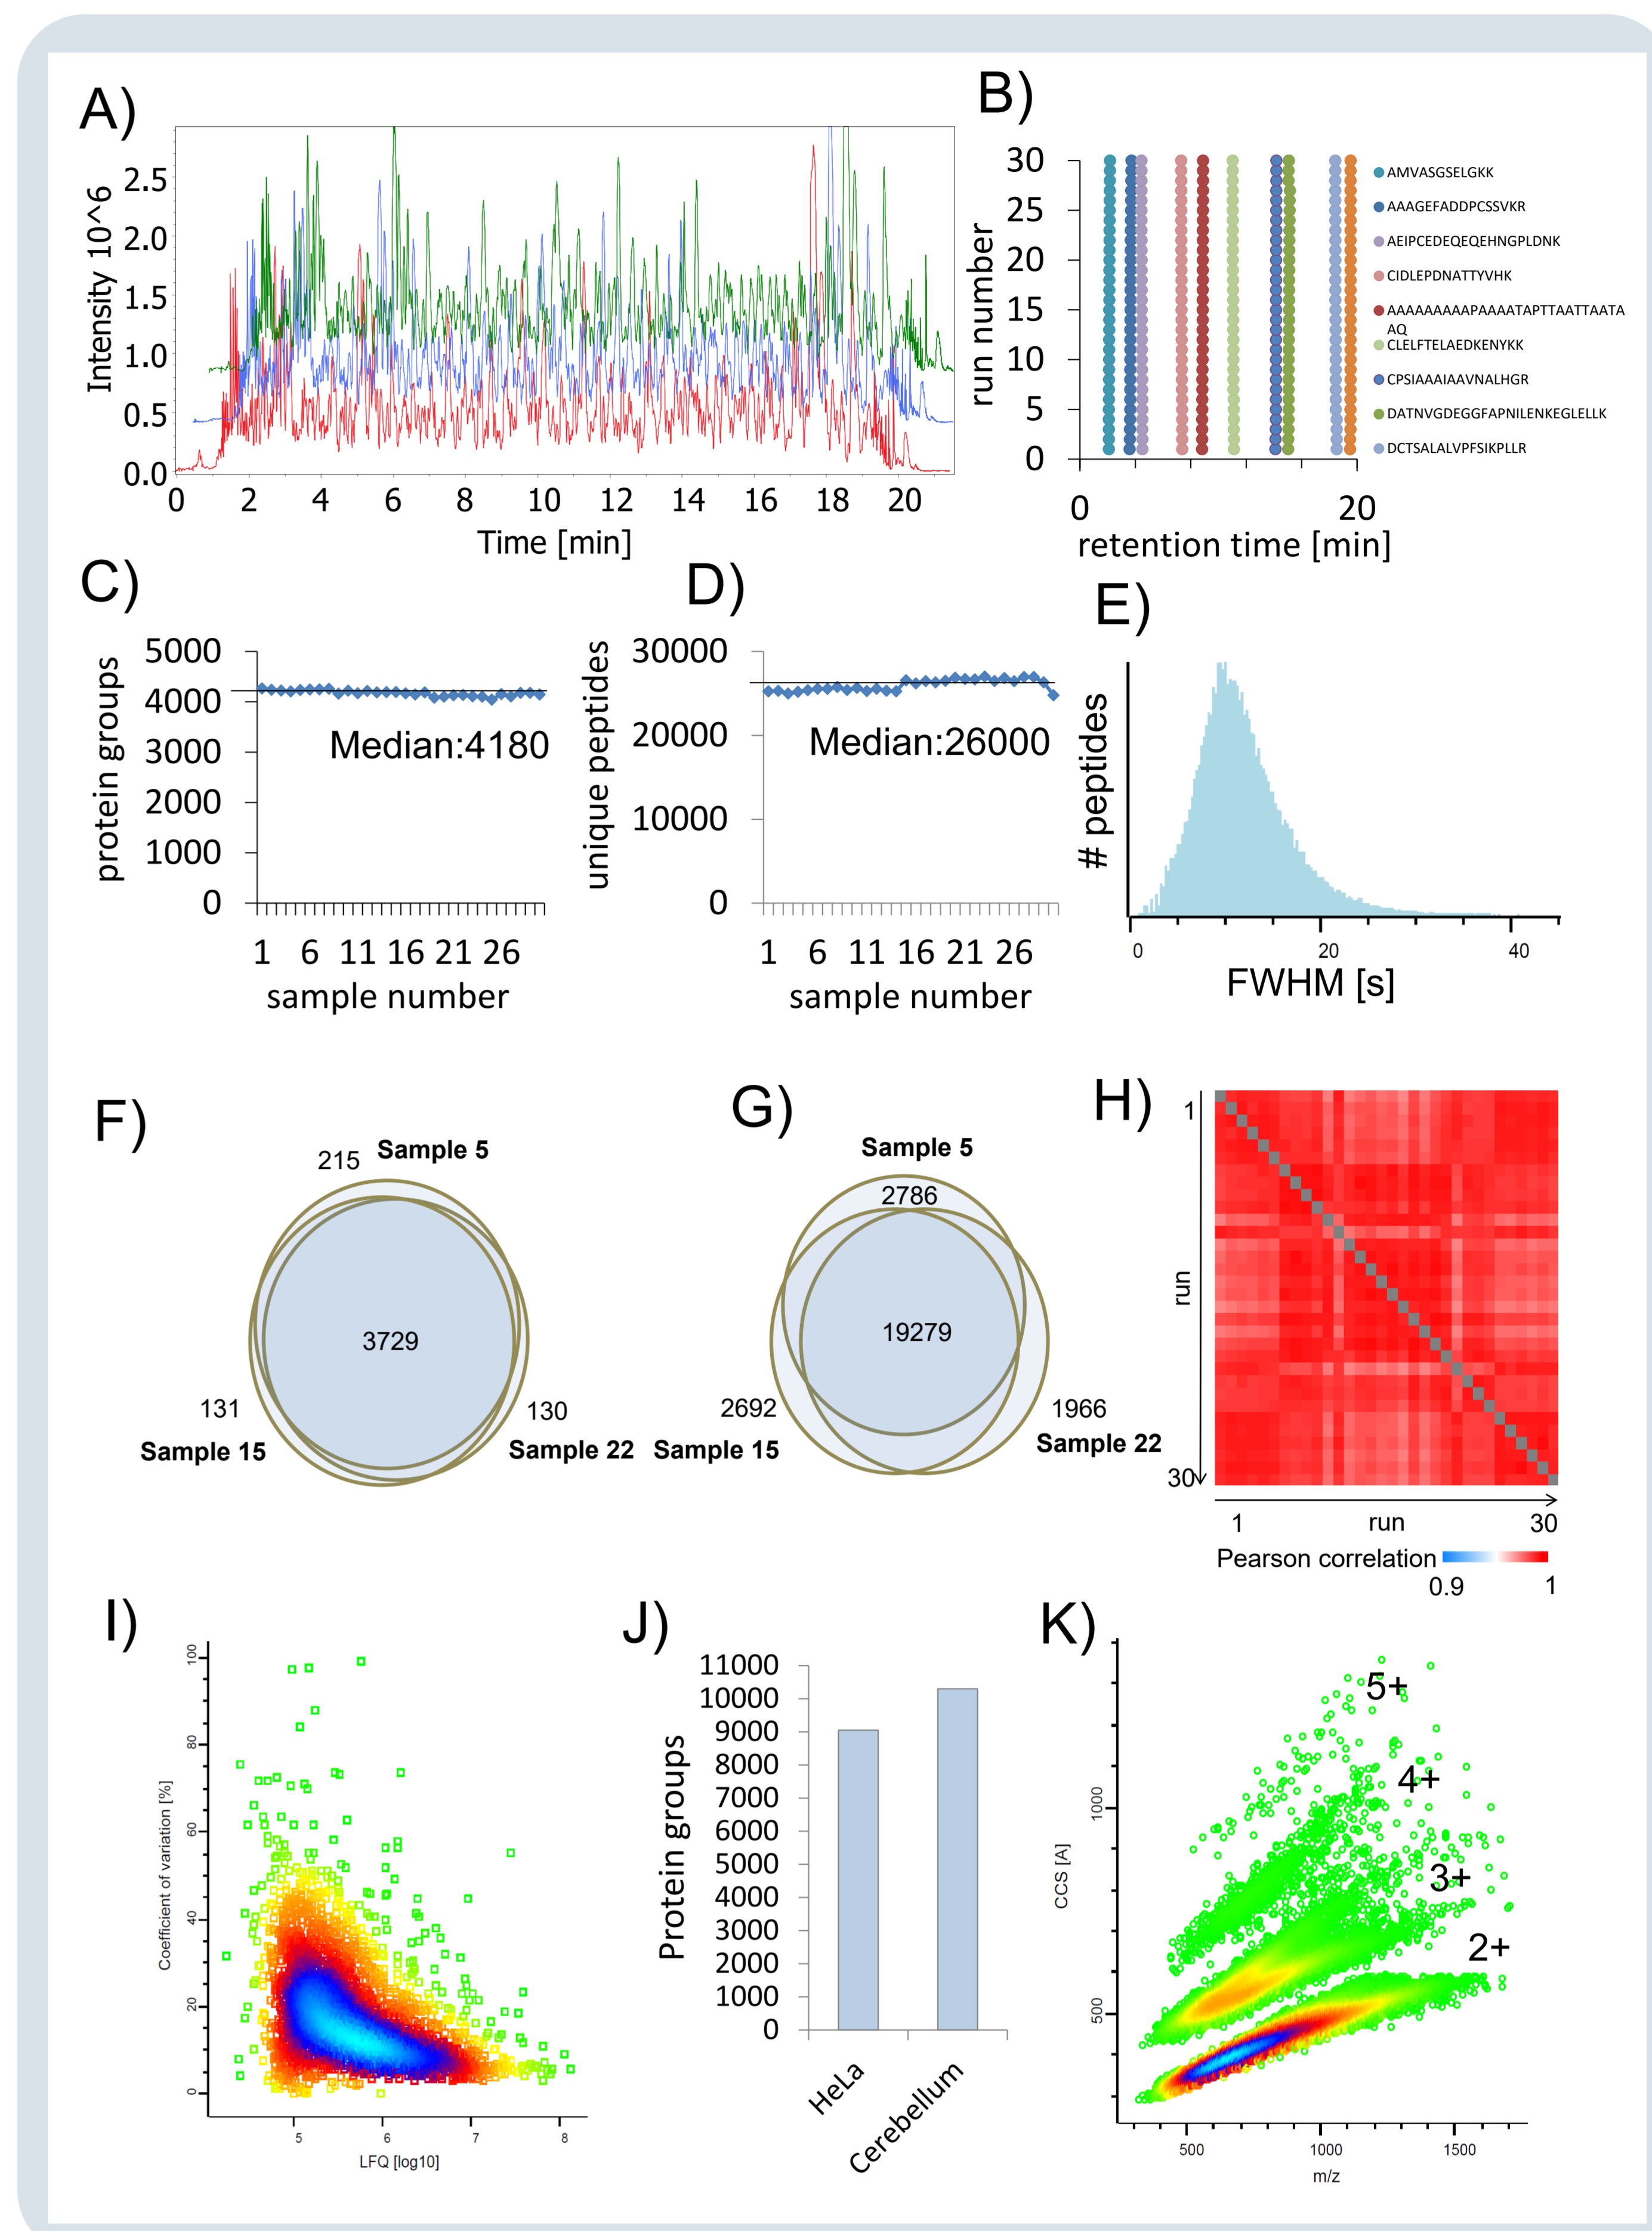 A)
Intensity 10^6
2.5
2.0
1.5
1.0
0.5
0.0
0 2 4 6 8 10 12 14 16 18 20
Time [min]
B)
run number
30
25
20
15
10
5
0
0 20
retention time [min]
AMVASGSELGKK
AAAGEFADDPCSSVKR
AEIPCEDEQEQEHNGPLDNK
CIDLEPDNATTYVHK
AAAAAAAAAAPAAAATAPTTAATTAATA
AQ
CLELFTELAEDKENYKK
CPSIAAAIAAVNALHGR
DATNVGDEGGFAPNILENKEGLELLK
DCTSALALVPFSIKPLLR
C)
protein groups
5000
4000
3000
2000
1000
0
Median:4180
1 6 11 16 21 26
sample number
D)
unique peptides
30000
20000
10000
0
Median:26000
1 6 11 16 21 26
sample number
E)
# peptides
0 20 40
FWHM [s]
F)
215 Sample 5
3729
131
Sample 15
130
Sample 22
G)
Sample 5
2786
19279
2692
Sample 15
1966
Sample 22
H)
1
run
30
1 run 30
Pearson correlation
0.9 1
I)
Coefficient of variation [%]
100
80
60
40
20
0
5 6 7 8
LFQ [log10]
J)
Protein groups
11000
10000
9000
8000
7000
6000
5000
4000
3000
2000
1000
0
HeLa
Cerebellum
K)
CCS [A]
1000
500
5+
4+
3+
2+
500 1000 1500
m/z